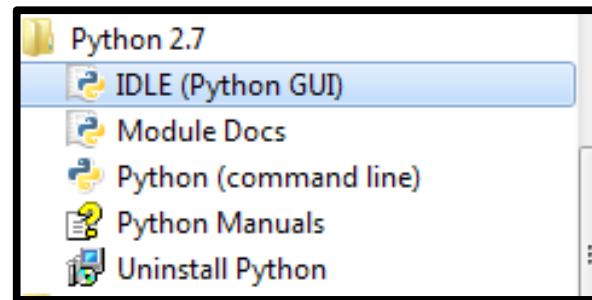 Python 2.7
IDLE (Python GUI)
Module Docs
Python (command line)
Python Manuals
Uninstall Python